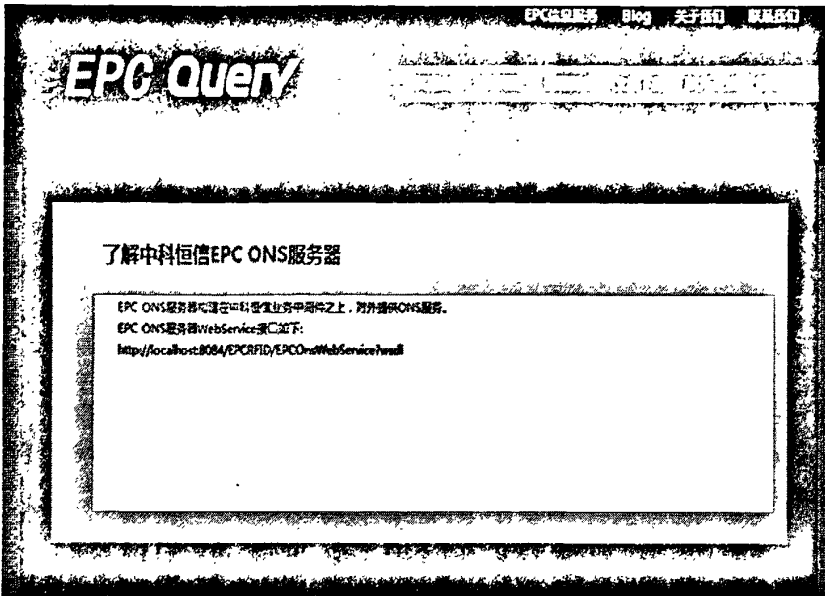 EPC信息服务 Blog 关于我们 联系我们
EPC Query
了解中科恒信EPC ONS服务器
EPC ONS服务器构建在中科恒信业务中间件之上，对外提供ONS服务。
EPC ONS服务器WebService接口如下:
http://localhost:8084/EPCRFID/EPCOnsWebService?wsdl